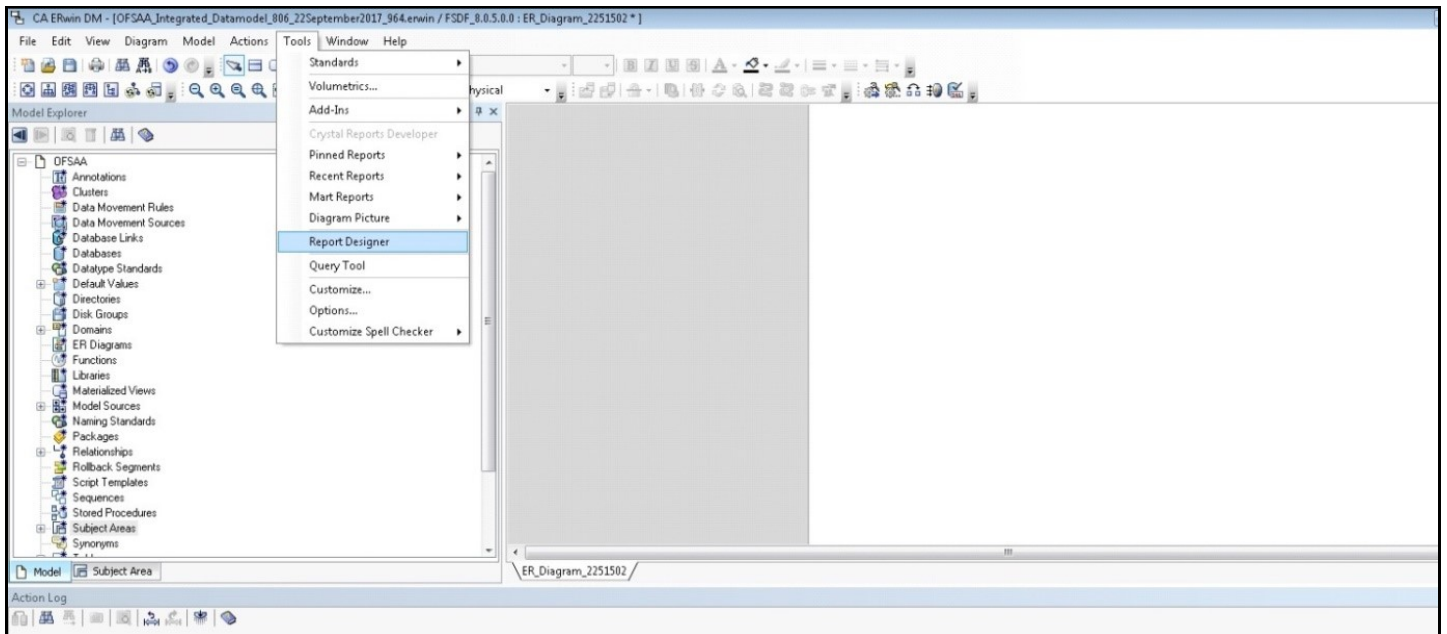 CA ERwin DM - [OFSAA_Integrated_Datamodel_806_22September2017_964.erwin / FSDF_8.0.5.0.0 : ER_Diagram_2251502 * ]
File Edit View Diagram Model Actions Tools Window Help
Standards
Volumetrics...
Add-Ins
Crystal Reports Developer
Pinned Reports
Recent Reports
Mart Reports
Diagram Picture
Report Designer
Query Tool
Customize...
Options...
Customize Spell Checker
Model Explorer
OFSAA
Annotations
Clusters
Data Movement Rules
Data Movement Sources
Database Links
Databases
Datatype Standards
Default Values
Directories
Disk Groups
Domains
ER Diagrams
Functions
Libraries
Materialized Views
Model Sources
Naming Standards
Packages
Relationships
Rollback Segments
Script Templates
Sequences
Stored Procedures
Subject Areas
Synonyms
Model Subject Area
ER_Diagram_2251502
Action Log